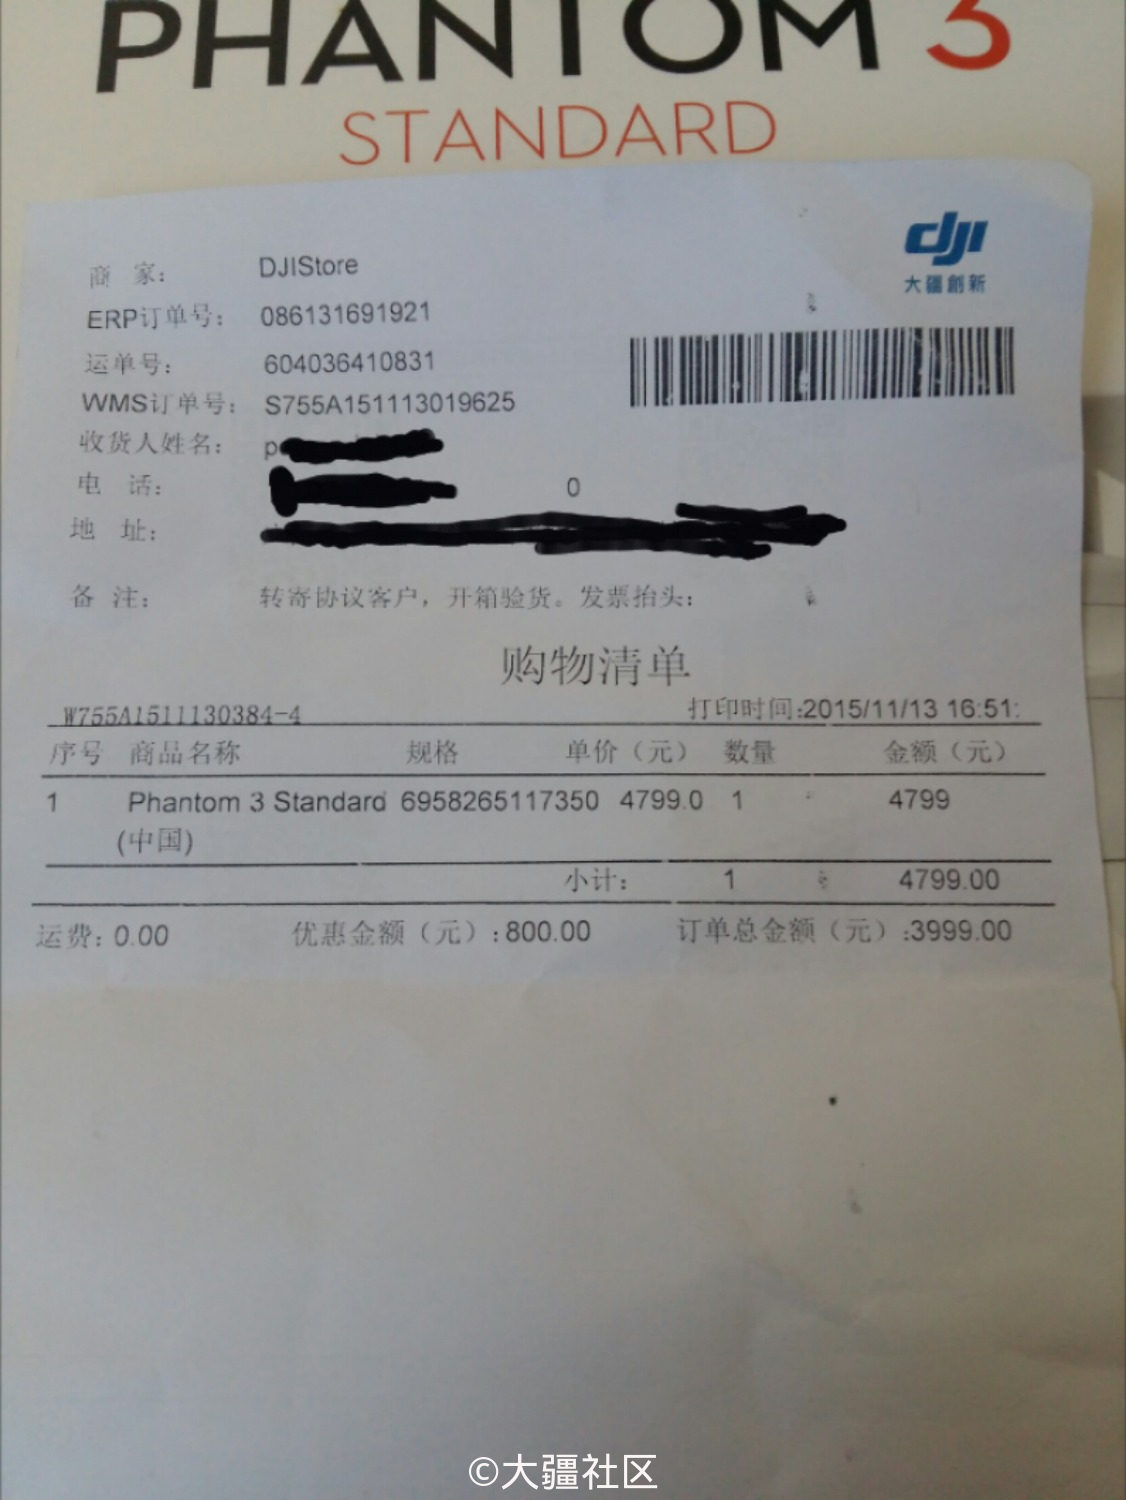 PHANTOM 3
STANDARD
dji
大疆創新
商 家： DJIStore
ERP订单号： 086131691921
运单号： 604036410831
WMS订单号： S755A151113019625
收货人姓名： p
电 话： 0
地 址：
备 注： 转寄协议客户，开箱验货。发票抬头：
购物清单
W755A1511130384-4 打印时间:2015/11/13 16:51:
序号 商品名称 规格 单价（元） 数量 金额（元）
1 Phantom 3 Standard 6958265117350 4799.0 1 4799
(中国)
小计： 1 4799.00
运费：0.00 优惠金额（元）:800.00 订单总金额（元）:3999.00
©大疆社区